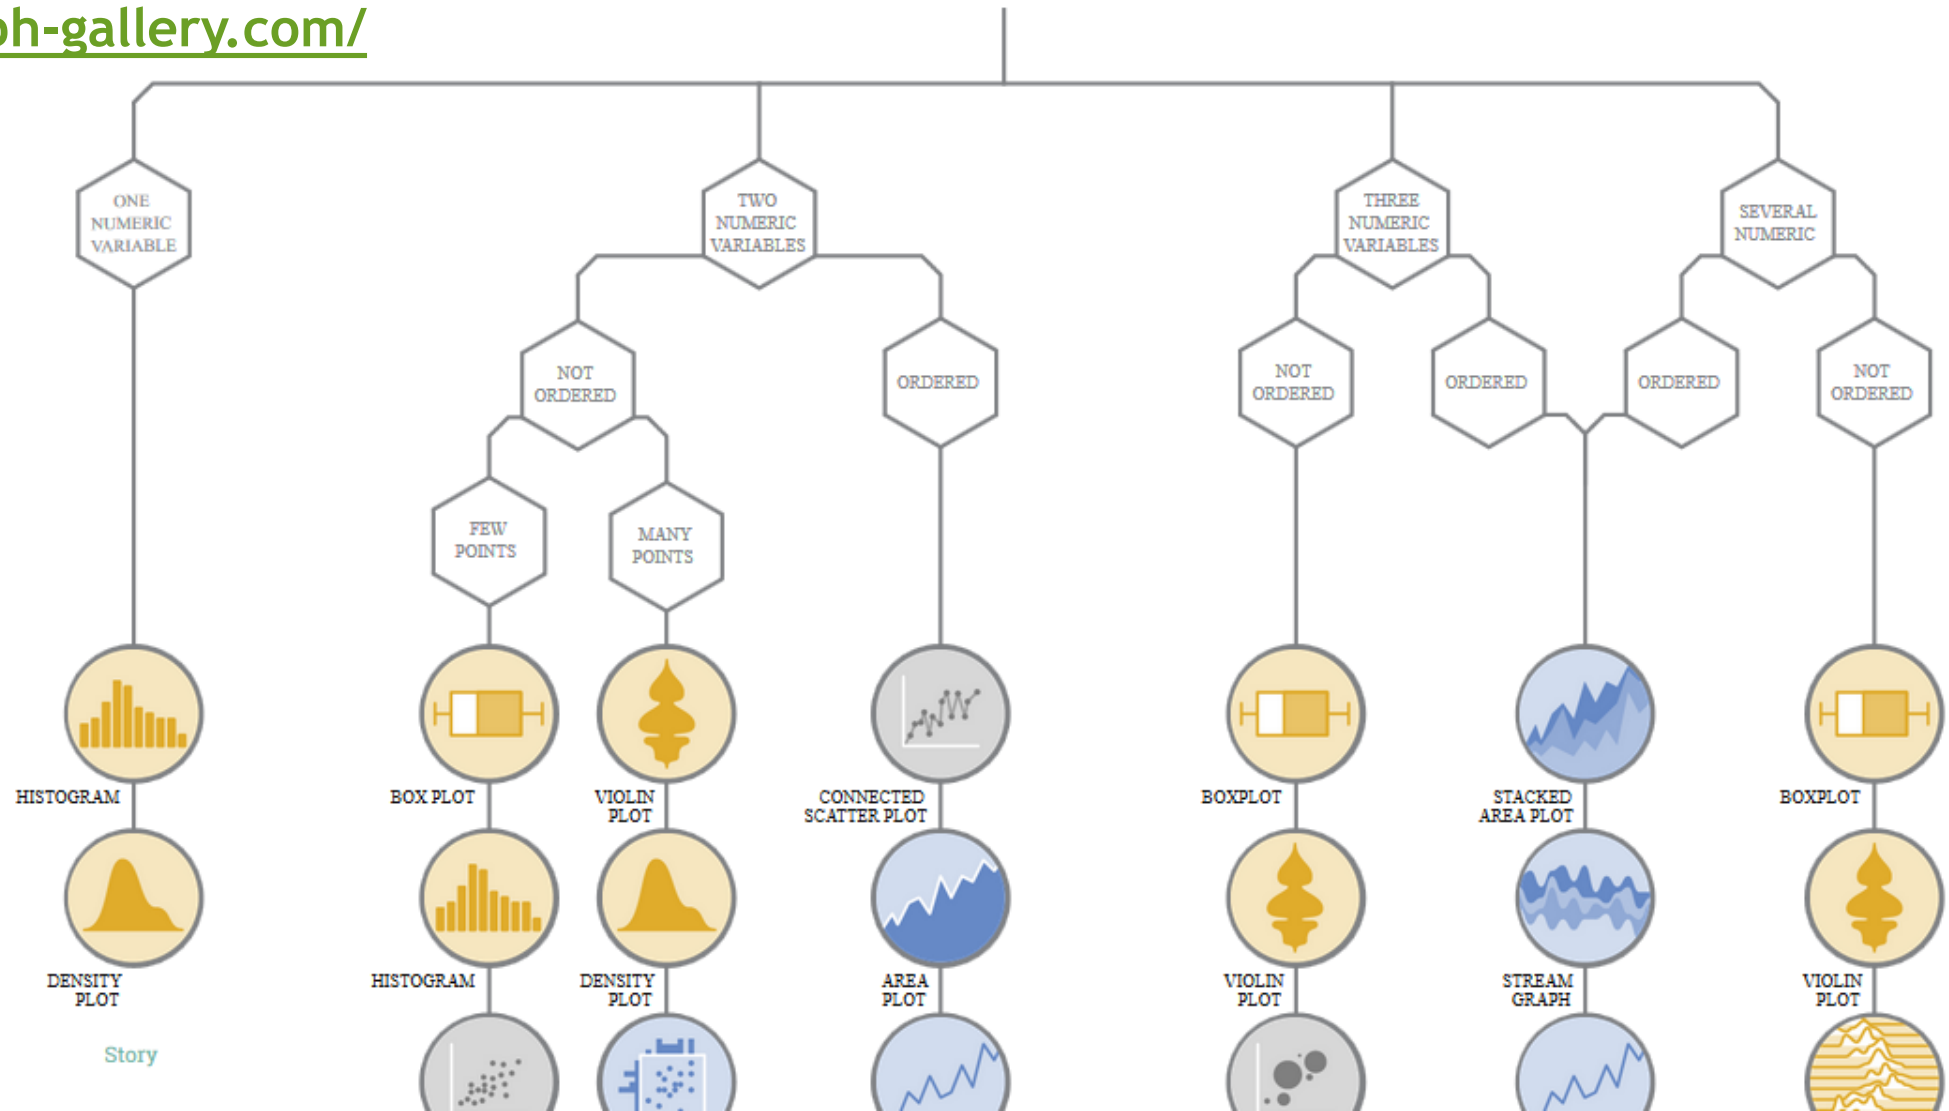 ph-gallery.com/
ONE
NUMERIC
VARIABLE
TWO
NUMERIC
VARIABLES
THREE
NUMERIC
VARIABLES
SEVERAL
NUMERIC
NOT
ORDERED
ORDERED
NOT
ORDERED
ORDERED
ORDERED
NOT
ORDERED
FEW
POINTS
MANY
POINTS
HISTOGRAM
BOX PLOT
VIOLIN
PLOT
CONNECTED
SCATTER PLOT
BOXPLOT
STACKED
AREA PLOT
BOXPLOT
DENSITY
PLOT
HISTOGRAM
DENSITY
PLOT
AREA
PLOT
VIOLIN
PLOT
STREAM
GRAPH
VIOLIN
PLOT
Story